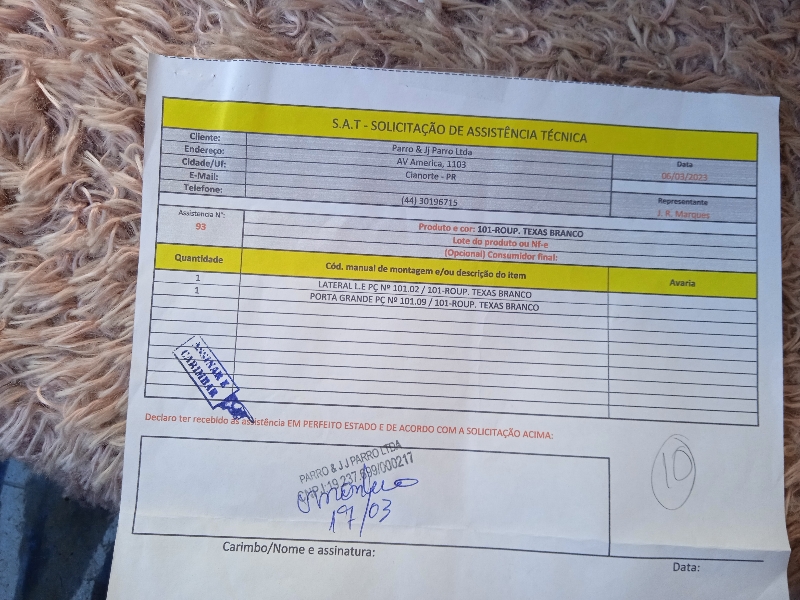 S.A.T - SOLICITAÇÃO DE ASSISTÊNCIA TÉCNICA
Cliente: Parro & Jj Parro Ltda
Endereço: AV America, 1103
Data
Cidade/Uf: Cianorte - PR
06/03/2023
E-Mail:
Telefone: (44) 30196715
Representante
J. R. Marques
Assistencia N°:
93
Produto e cor: 101-ROUP. TEXAS BRANCO
Lote do produto ou Nf-e
(Opcional) Consumidor final:
Quantidade Cód. manual de montagem e/ou descrição do item Avaria
1 LATERAL L.E PÇ Nº 101.02 / 101-ROUP. TEXAS BRANCO
1 PORTA GRANDE PÇ Nº 101.09 / 101-ROUP. TEXAS BRANCO
ASSINAR E
CARIMBAR
Declaro ter recebido as assistência EM PERFEITO ESTADO E DE ACORDO COM A SOLICITAÇÃO ACIMA:
10
PARRO & J J PARRO LTDA
19/03
Carimbo/Nome e assinatura:
Data: